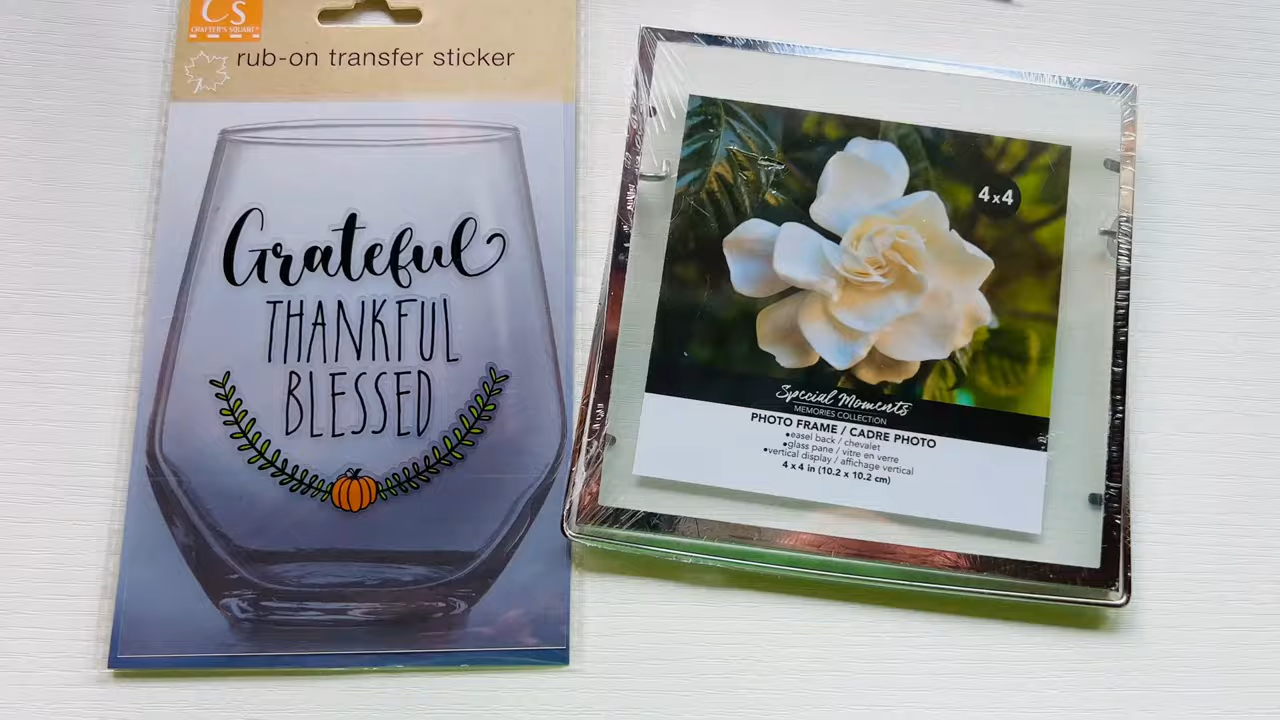 CS
CRAFTER'S SQUARE
rub-on transfer sticker
Grateful
THANKFUL
BLESSED
4x4
Special Moments
MEMORIES COLLECTION
PHOTO FRAME / CADRE PHOTO
•easel back / chevalet
•glass pane / vitre en verre
•vertical display / affichage vertical
4 x 4 in (10.2 x 10.2 cm)